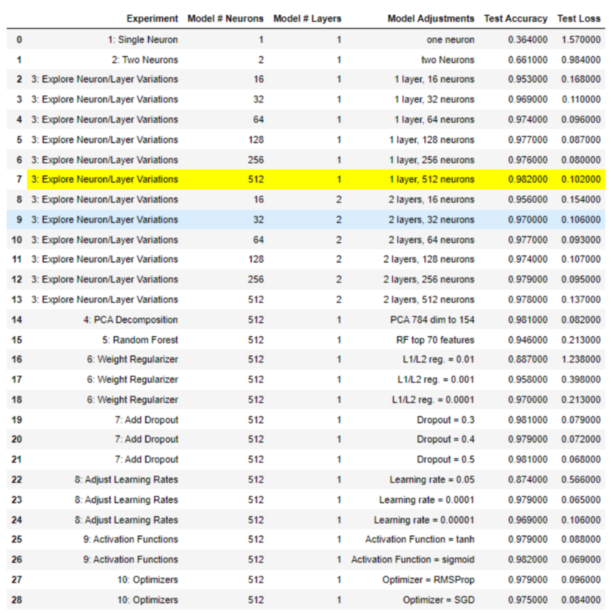 Experiment Model # Neurons Model # Layers Model Adjustments Test Accuracy Test Loss
0 1: Single Neuron 1 1 one neuron 0.364000 1.570000
1 2: Two Neurons 2 1 two Neurons 0.661000 0.984000
2 3: Explore Neuron/Layer Variations 16 1 1 layer, 16 neurons 0.953000 0.168000
3 3: Explore Neuron/Layer Variations 32 1 1 layer, 32 neurons 0.969000 0.110000
4 3: Explore Neuron/Layer Variations 64 1 1 layer, 64 neurons 0.974000 0.096000
5 3: Explore Neuron/Layer Variations 128 1 1 layer, 128 neurons 0.977000 0.087000
6 3: Explore Neuron/Layer Variations 256 1 1 layer, 256 neurons 0.976000 0.080000
7 3: Explore Neuron/Layer Variations 512 1 1 layer, 512 neurons 0.982000 0.102000
8 3: Explore Neuron/Layer Variations 16 2 2 layers, 16 neurons 0.956000 0.154000
9 3: Explore Neuron/Layer Variations 32 2 2 layers, 32 neurons 0.970000 0.106000
10 3: Explore Neuron/Layer Variations 64 2 2 layers, 64 neurons 0.977000 0.093000
11 3: Explore Neuron/Layer Variations 128 2 2 layers, 128 neurons 0.974000 0.107000
12 3: Explore Neuron/Layer Variations 256 2 2 layers, 256 neurons 0.979000 0.095000
13 3: Explore Neuron/Layer Variations 512 2 2 layers, 512 neurons 0.978000 0.137000
14 4: PCA Decomposition 512 1 PCA 784 dim to 154 0.981000 0.082000
15 5: Random Forest 512 1 RF top 70 features 0.946000 0.213000
16 6: Weight Regularizer 512 1 L1/L2 reg. = 0.01 0.887000 1.238000
17 6: Weight Regularizer 512 1 L1/L2 reg. = 0.001 0.958000 0.398000
18 6: Weight Regularizer 512 1 L1/L2 reg. = 0.0001 0.970000 0.213000
19 7: Add Dropout 512 1 Dropout = 0.3 0.981000 0.079000
20 7: Add Dropout 512 1 Dropout = 0.4 0.979000 0.072000
21 7: Add Dropout 512 1 Dropout = 0.5 0.981000 0.068000
22 8: Adjust Learning Rates 512 1 Learning rate = 0.05 0.874000 0.566000
23 8: Adjust Learning Rates 512 1 Learning rate = 0.0001 0.979000 0.065000
24 8: Adjust Learning Rates 512 1 Learning rate = 0.00001 0.969000 0.106000
25 9: Activation Functions 512 1 Activation Function = tanh 0.979000 0.088000
26 9: Activation Functions 512 1 Activation Function = sigmoid 0.982000 0.069000
27 10: Optimizers 512 1 Optimizer = RMSProp 0.979000 0.096000
28 10: Optimizers 512 1 Optimizer = SGD 0.975000 0.084000